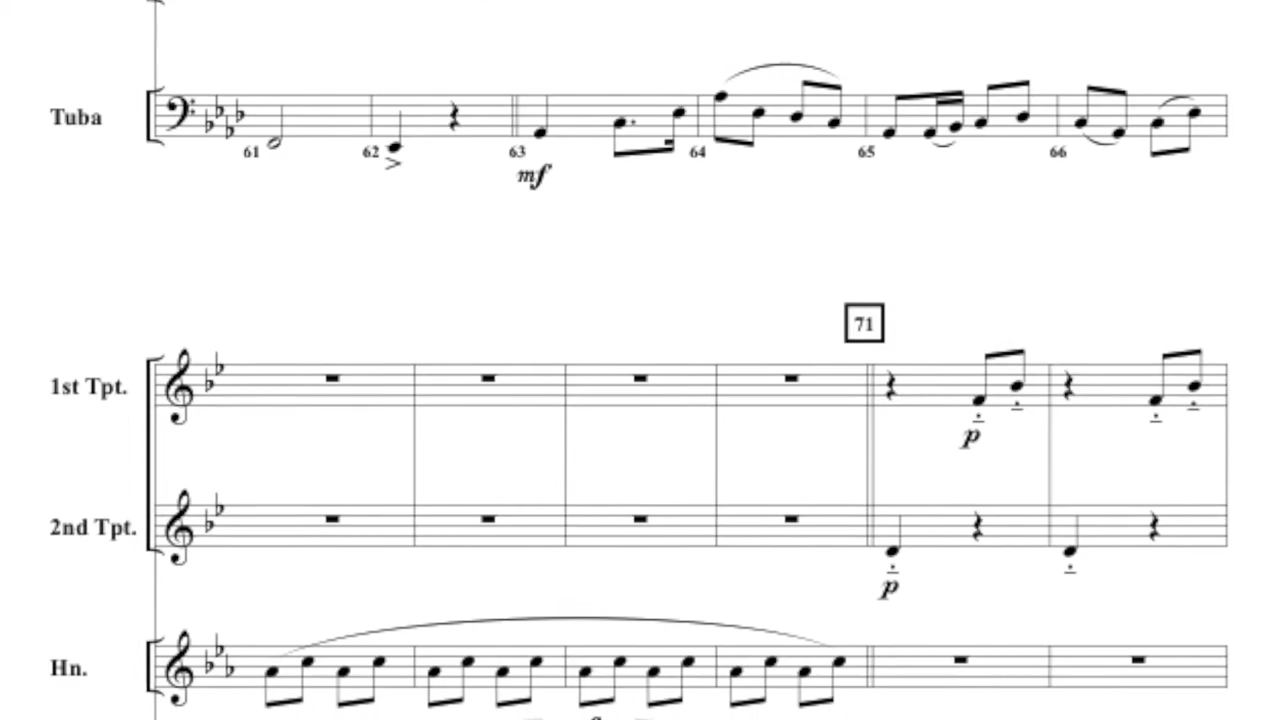 Tuba
61 62 63 64 65 66
mf
71
1st Tpt.
p
2nd Tpt.
p
Hn.